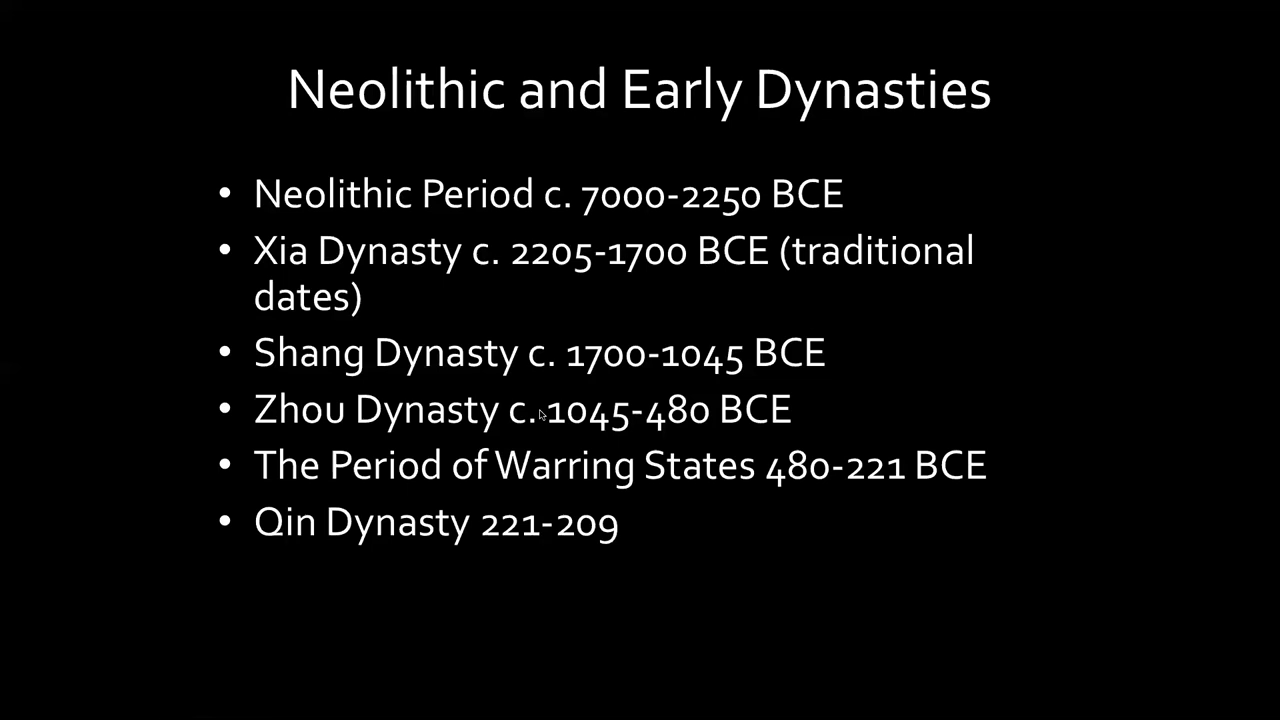 Neolithic and Early Dynasties
• Neolithic Period c. 7000-2250 BCE
• Xia Dynasty c. 2205-1700 BCE (traditional
dates)
• Shang Dynasty c. 1700-1045 BCE
• Zhou Dynasty c. 1045-480 BCE
• The Period of Warring States 480-221 BCE
• Qin Dynasty 221-209